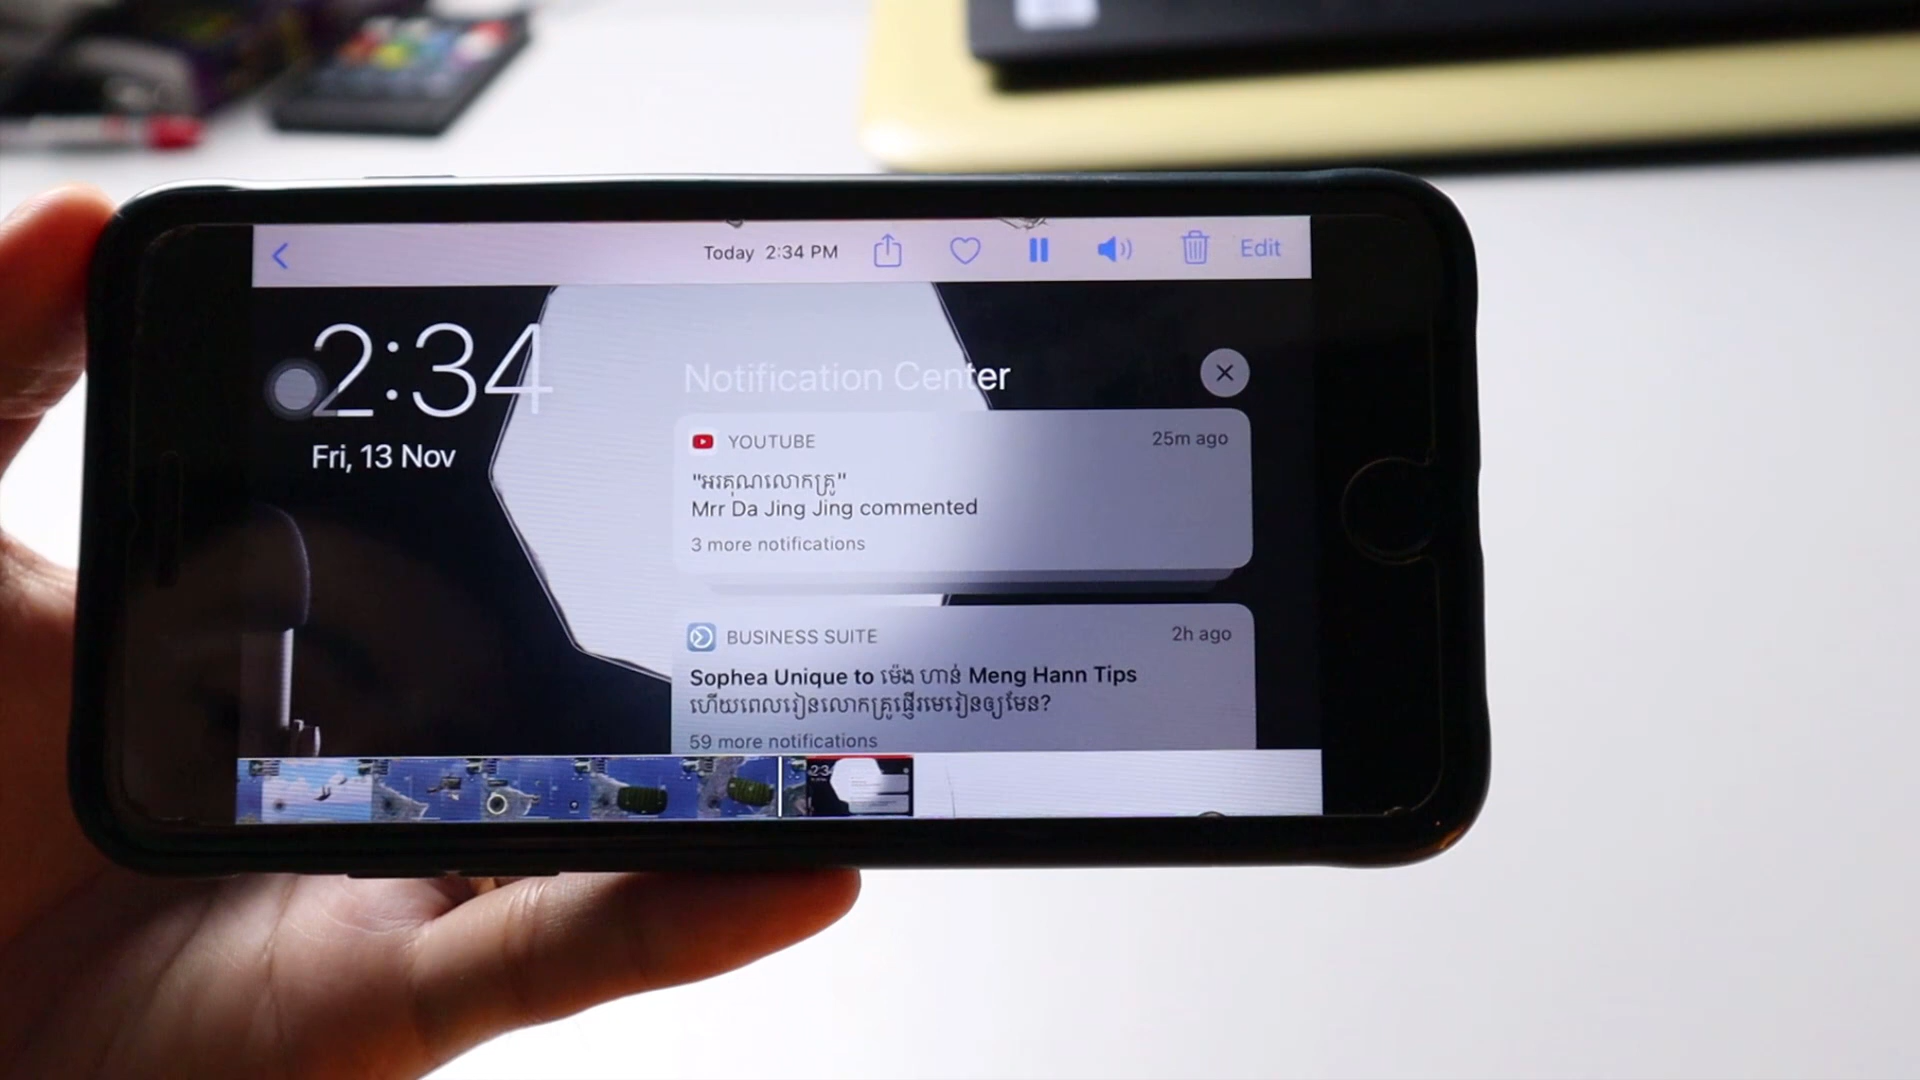 Today 2:34 PM
Edit
2:34
Fri, 13 Nov
Notification Center
YOUTUBE
25m ago
"អរគុណលោកគ្រូ"
Mrr Da Jing Jing commented
3 more notifications
BUSINESS SUITE
2h ago
Sophea Unique to ម៉េង ហាន់ Meng Hann Tips
ហើយពេលរៀនលោកគ្រូផ្ញើរមេរៀនឲ្យមែន?
59 more notifications